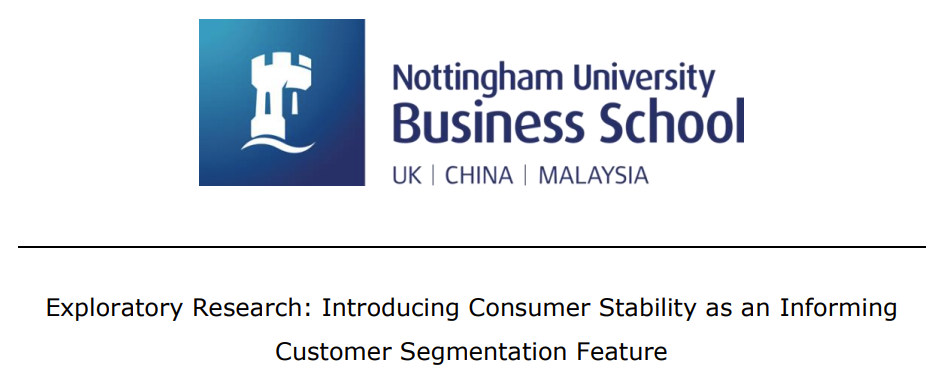 Nottingham University
Business School
UK | CHINA | MALAYSIA
Exploratory Research: Introducing Consumer Stability as an Informing
Customer Segmentation Feature